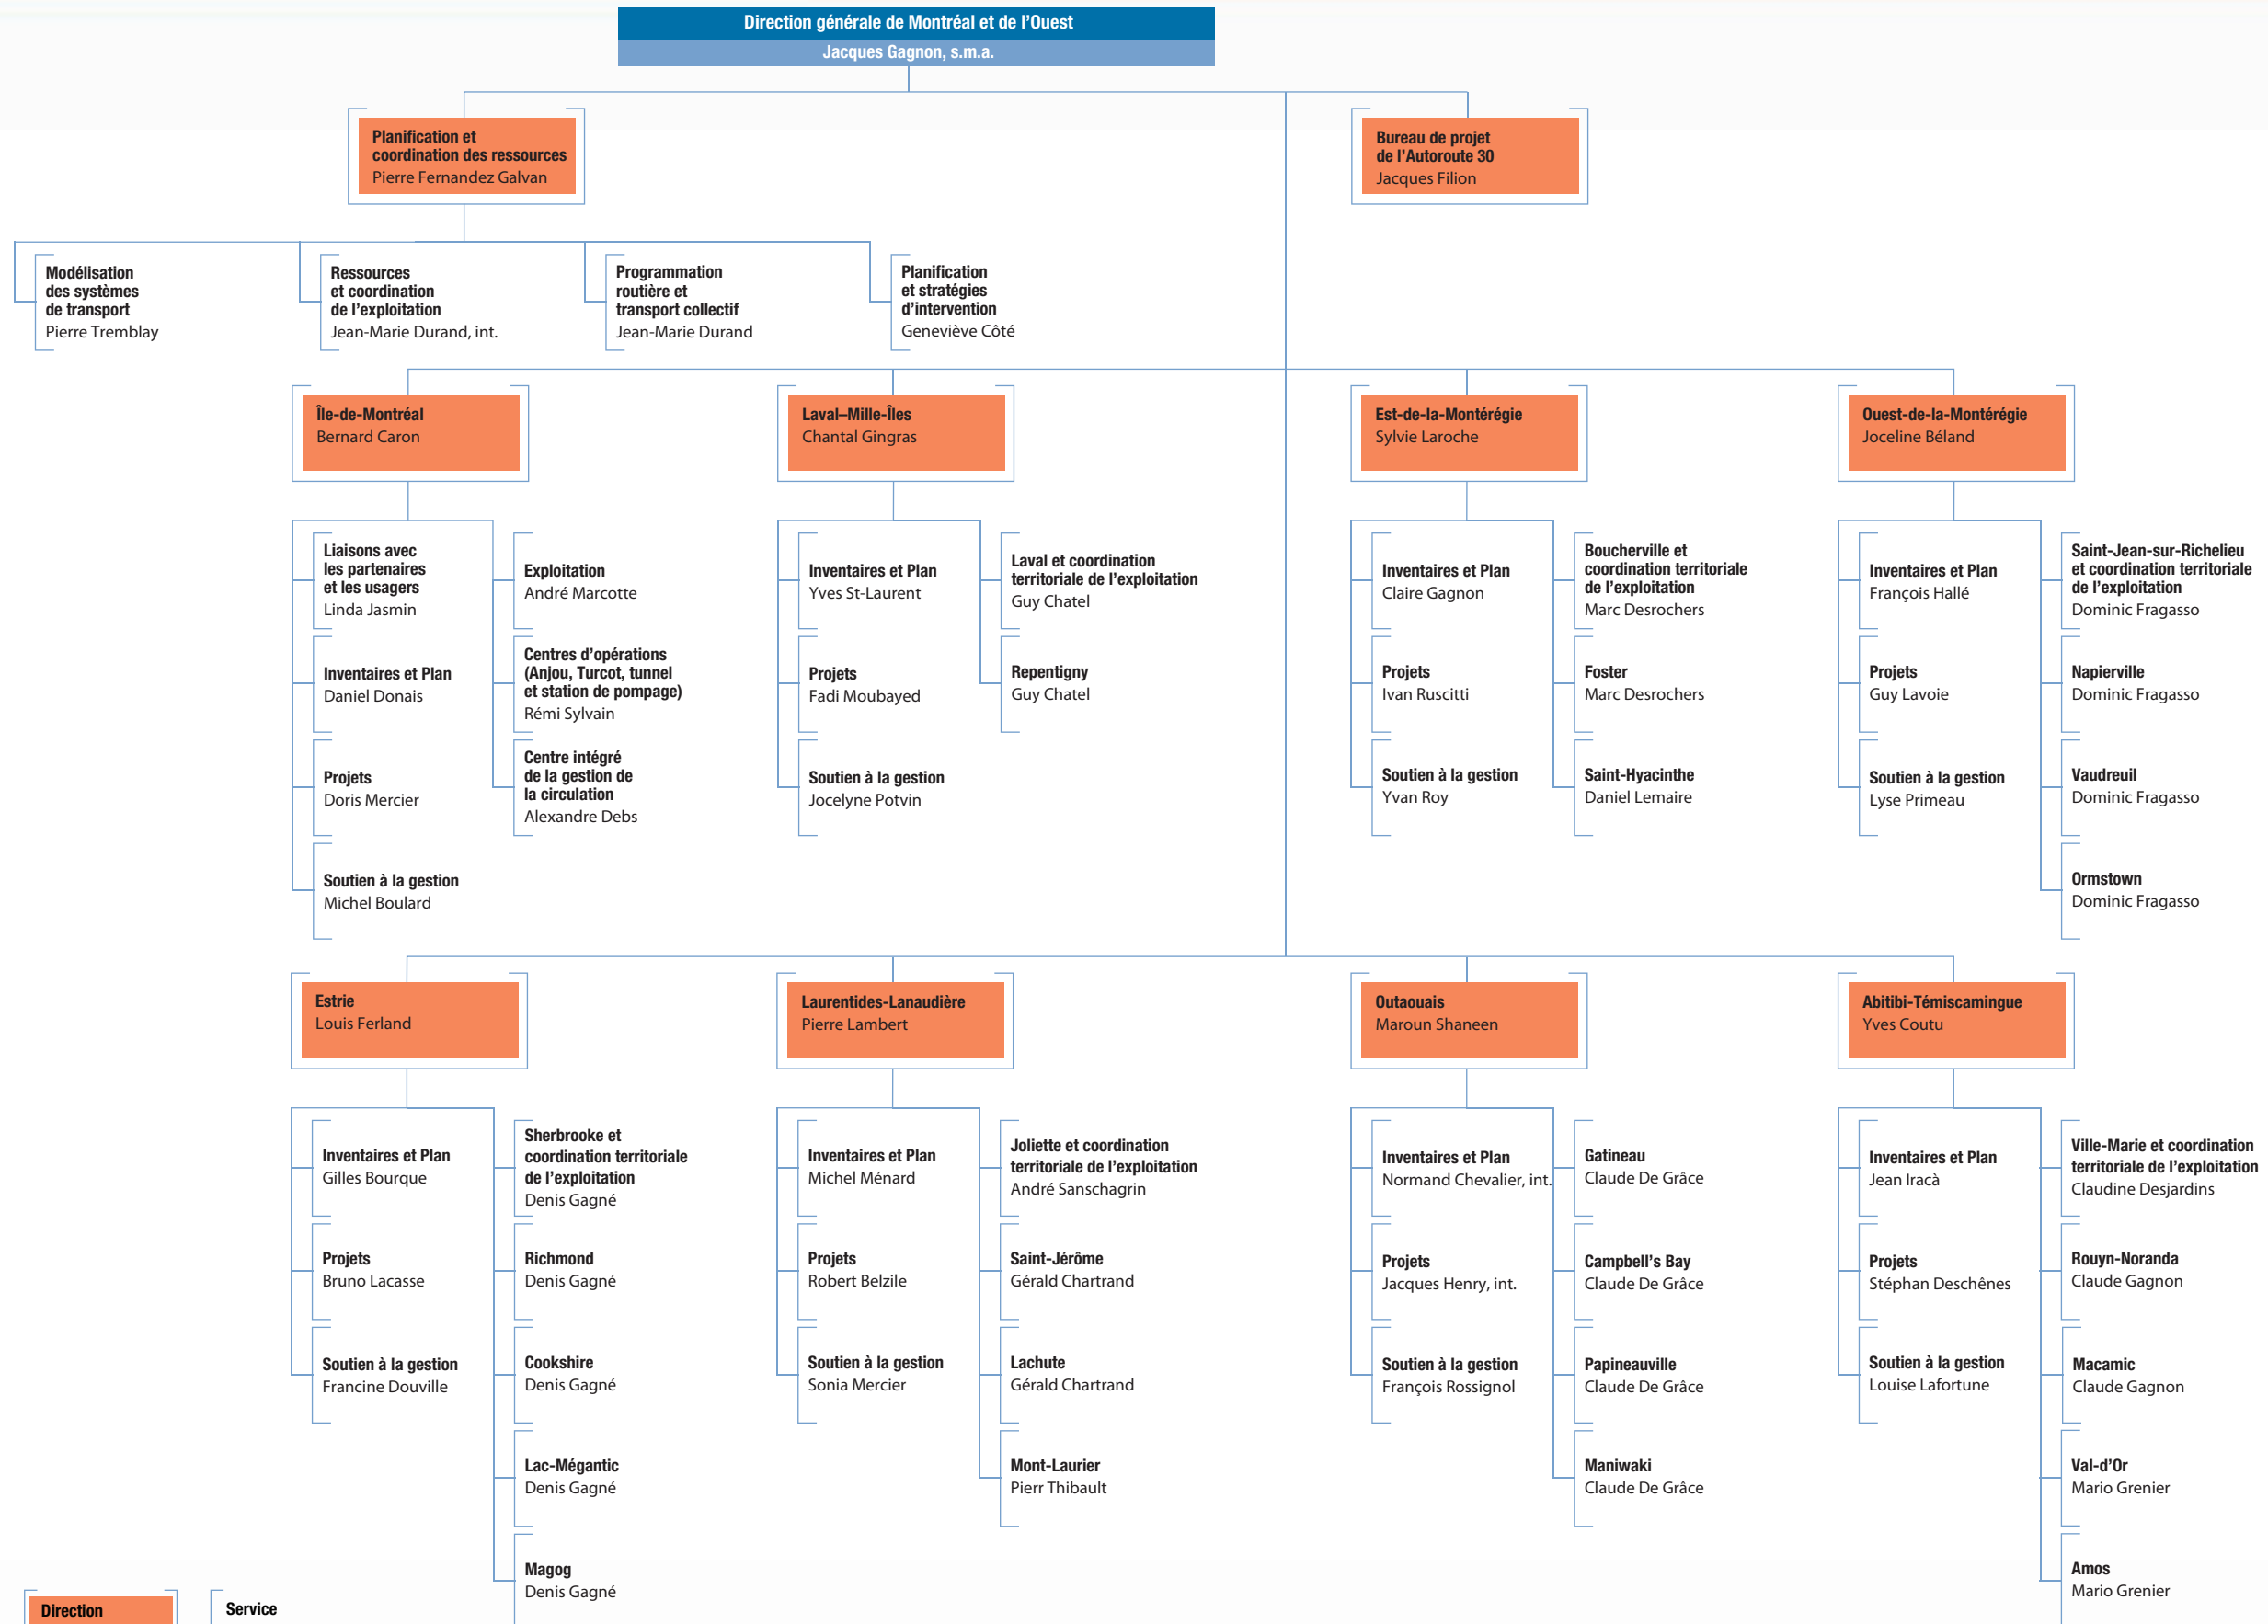 Direction générale de Montréal et de l'Ouest
Jacques Gagnon, s.m.a.
Planification et
coordination des ressources
Pierre Fernandez Galvan
Bureau de projet
de l'Autoroute 30
Jacques Filion
Modélisation
des systèmes
de transport
Pierre Tremblay
Ressources
et coordination
de l'exploitation
Jean-Marie Durand, int.
Programmation
routière et
transport collectif
Jean-Marie Durand
Planification
et stratégies
d'intervention
Geneviève Côté
Île-de-Montréal
Bernard Caron
Laval–Mille-Îles
Chantal Gingras
Est-de-la-Montérégie
Sylvie Laroche
Ouest-de-la-Montérégie
Joceline Béland
Liaisons avec
les partenaires
et les usagers
Linda Jasmin
Inventaires et Plan
Daniel Donais
Projets
Doris Mercier
Soutien à la gestion
Michel Boulard
Exploitation
André Marcotte
Centres d'opérations
(Anjou, Turcot, tunnel
et station de pompage)
Rémi Sylvain
Centre intégré
de la gestion de
la circulation
Alexandre Debs
Inventaires et Plan
Yves St-Laurent
Projets
Fadi Moubayed
Soutien à la gestion
Jocelyne Potvin
Laval et coordination
territoriale de l'exploitation
Guy Chatel
Repentigny
Guy Chatel
Inventaires et Plan
Claire Gagnon
Projets
Ivan Ruscitti
Soutien à la gestion
Yvan Roy
Boucherville et
coordination territoriale
de l'exploitation
Marc Desrochers
Foster
Marc Desrochers
Saint-Hyacinthe
Daniel Lemaire
Inventaires et Plan
François Hallé
Projets
Guy Lavoie
Soutien à la gestion
Lyse Primeau
Saint-Jean-sur-Richelieu
et coordination territoriale
de l'exploitation
Dominic Fragasso
Napierville
Dominic Fragasso
Vaudreuil
Dominic Fragasso
Ormstown
Dominic Fragasso
Estrie
Louis Ferland
Laurentides-Lanaudière
Pierre Lambert
Outaouais
Maroun Shaneen
Abitibi-Témiscamingue
Yves Coutu
Inventaires et Plan
Gilles Bourque
Projets
Bruno Lacasse
Soutien à la gestion
Francine Douville
Sherbrooke et
coordination territoriale
de l'exploitation
Denis Gagné
Richmond
Denis Gagné
Cookshire
Denis Gagné
Lac-Mégantic
Denis Gagné
Magog
Denis Gagné
Inventaires et Plan
Michel Ménard
Projets
Robert Belzile
Soutien à la gestion
Sonia Mercier
Joliette et coordination
territoriale de l'exploitation
André Sanschagrin
Saint-Jérôme
Gérald Chartrand
Lachute
Gérald Chartrand
Mont-Laurier
Pierr Thibault
Inventaires et Plan
Normand Chevalier, int.
Projets
Jacques Henry, int.
Soutien à la gestion
François Rossignol
Gatineau
Claude De Grâce
Campbell's Bay
Claude De Grâce
Papineauville
Claude De Grâce
Maniwaki
Claude De Grâce
Inventaires et Plan
Jean Iracà
Projets
Stéphan Deschênes
Soutien à la gestion
Louise Lafortune
Ville-Marie et coordination
territoriale de l'exploitation
Claudine Desjardins
Rouyn-Noranda
Claude Gagnon
Macamic
Claude Gagnon
Val-d'Or
Mario Grenier
Amos
Mario Grenier
Direction
Service